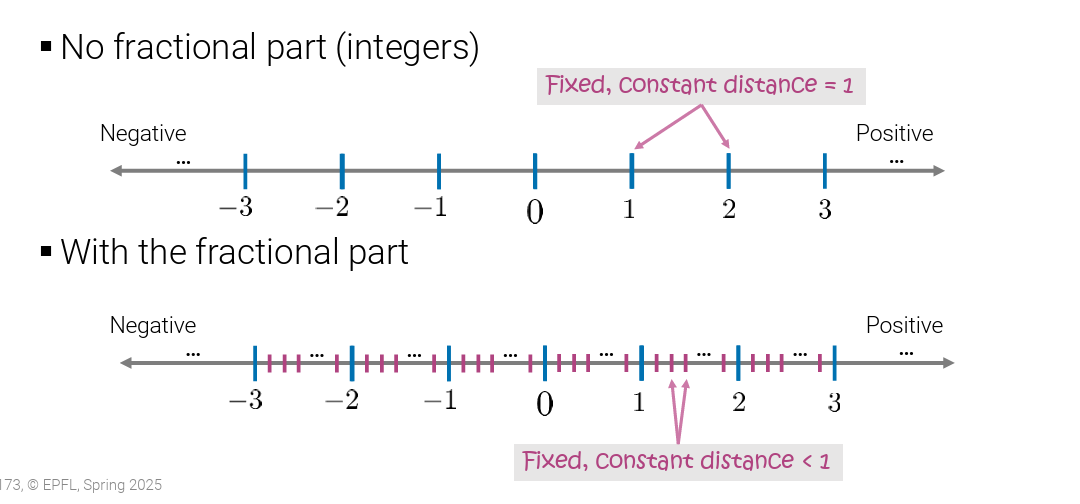 ▪ No fractional part (integers)
Fixed, constant distance = 1
Negative
Positive
...
...
−3 −2 −1 0 1 2 3
▪ With the fractional part
Negative
Positive
... ... ... ... ... ... ... ...
−3 −2 −1 0 1 2 3
Fixed, constant distance < 1
173, © EPFL, Spring 2025